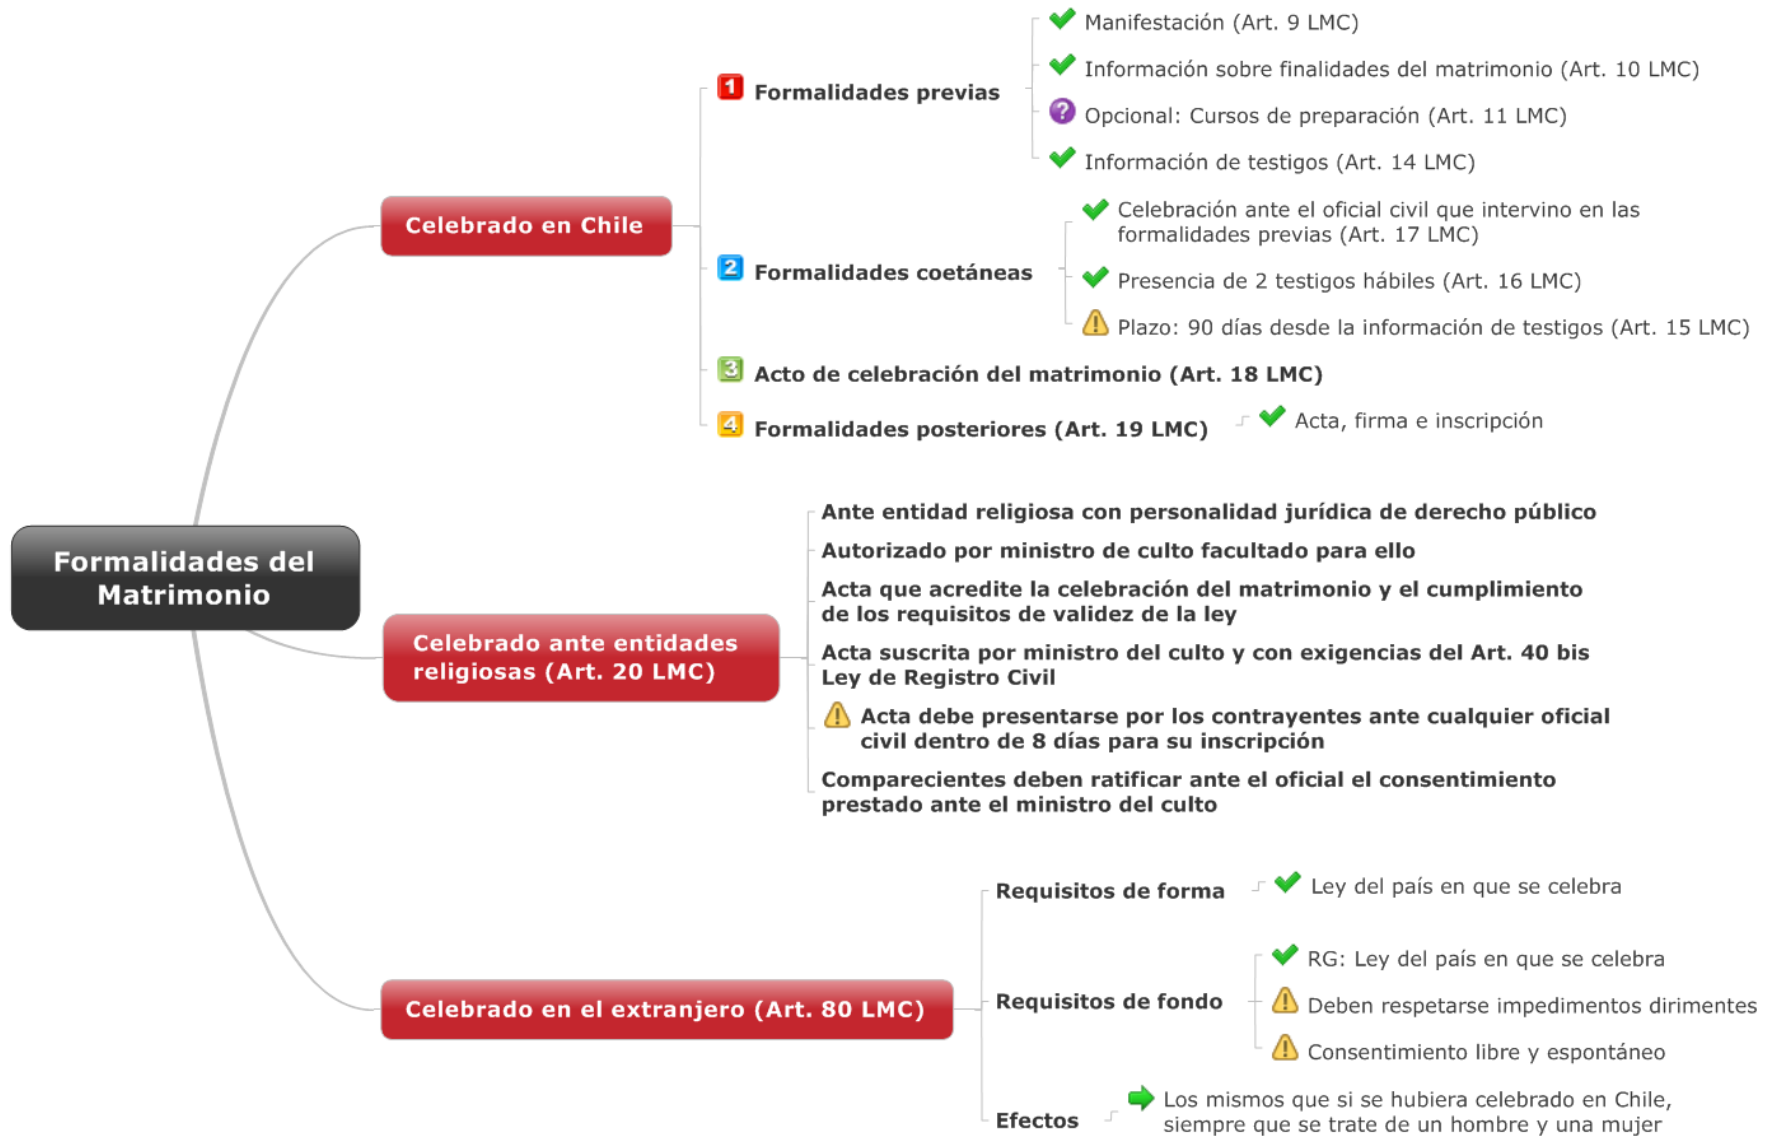 Formalidades del
Matrimonio
Celebrado en Chile
1 Formalidades previas
Manifestación (Art. 9 LMC)
Información sobre finalidades del matrimonio (Art. 10 LMC)
? Opcional: Cursos de preparación (Art. 11 LMC)
Información de testigos (Art. 14 LMC)
2 Formalidades coetáneas
Celebración ante el oficial civil que intervino en las
formalidades previas (Art. 17 LMC)
Presencia de 2 testigos hábiles (Art. 16 LMC)
! Plazo: 90 días desde la información de testigos (Art. 15 LMC)
3 Acto de celebración del matrimonio (Art. 18 LMC)
4 Formalidades posteriores (Art. 19 LMC)
Acta, firma e inscripción
Celebrado ante entidades
religiosas (Art. 20 LMC)
Ante entidad religiosa con personalidad jurídica de derecho público
Autorizado por ministro de culto facultado para ello
Acta que acredite la celebración del matrimonio y el cumplimiento
de los requisitos de validez de la ley
Acta suscrita por ministro del culto y con exigencias del Art. 40 bis
Ley de Registro Civil
! Acta debe presentarse por los contrayentes ante cualquier oficial
civil dentro de 8 días para su inscripción
Comparecientes deben ratificar ante el oficial el consentimiento
prestado ante el ministro del culto
Celebrado en el extranjero (Art. 80 LMC)
Requisitos de forma
Ley del país en que se celebra
Requisitos de fondo
RG: Ley del país en que se celebra
! Deben respetarse impedimentos dirimentes
! Consentimiento libre y espontáneo
Efectos
Los mismos que si se hubiera celebrado en Chile,
siempre que se trate de un hombre y una mujer